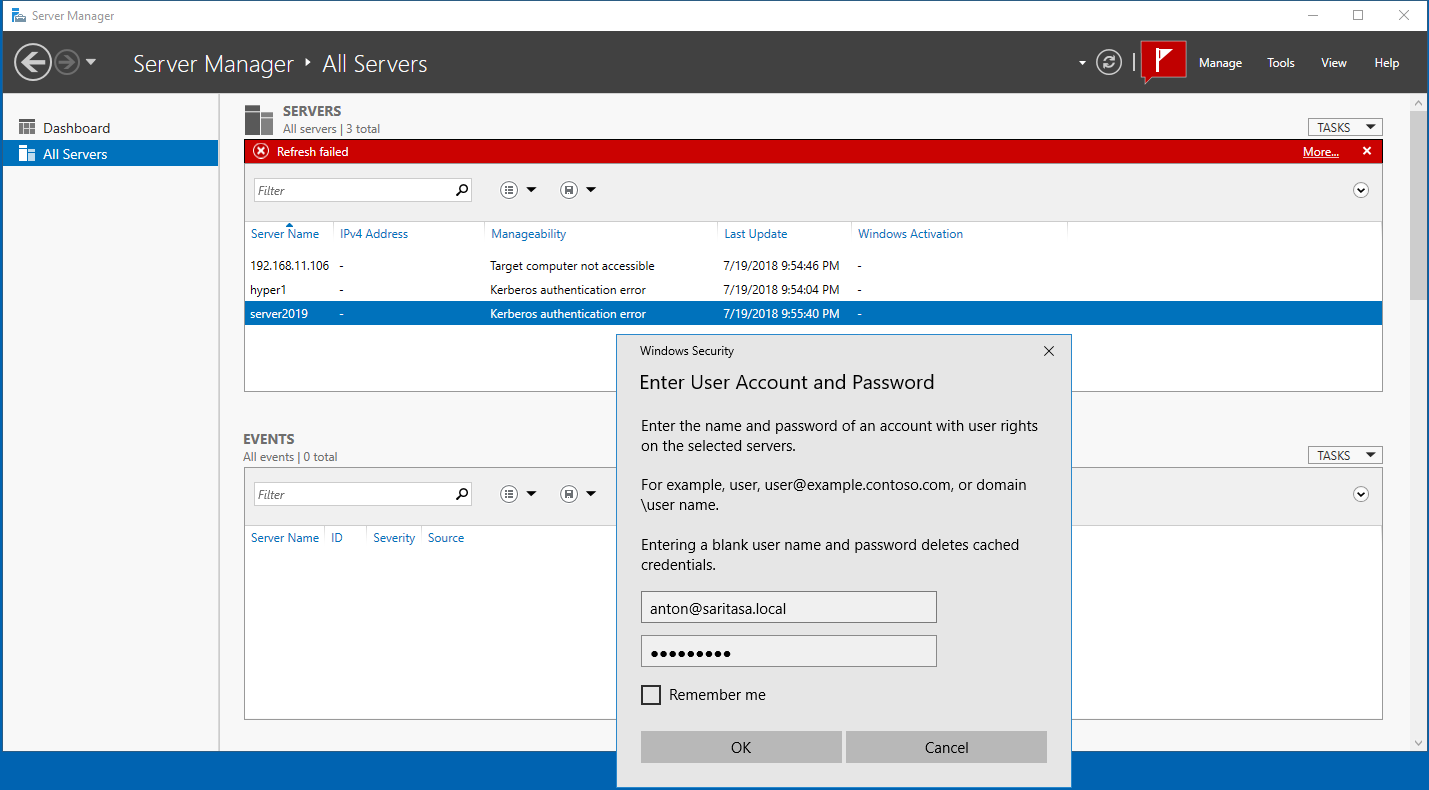 Server Manager
Server Manager ‣ All Servers
Manage Tools View Help
Dashboard
All Servers
SERVERS
All servers | 3 total
TASKS
Refresh failed More...
Filter
Server Name IPv4 Address Manageability Last Update Windows Activation
192.168.11.106 - Target computer not accessible 7/19/2018 9:54:46 PM -
hyper1 - Kerberos authentication error 7/19/2018 9:54:04 PM -
server2019 - Kerberos authentication error 7/19/2018 9:55:40 PM -
EVENTS
All events | 0 total
TASKS
Filter
Server Name ID Severity Source
Windows Security
Enter User Account and Password
Enter the name and password of an account with user rights
on the selected servers.
For example, user, user@example.contoso.com, or domain
\user name.
Entering a blank user name and password deletes cached
credentials.
anton@saritasa.local
●●●●●●●●●
Remember me
OK Cancel